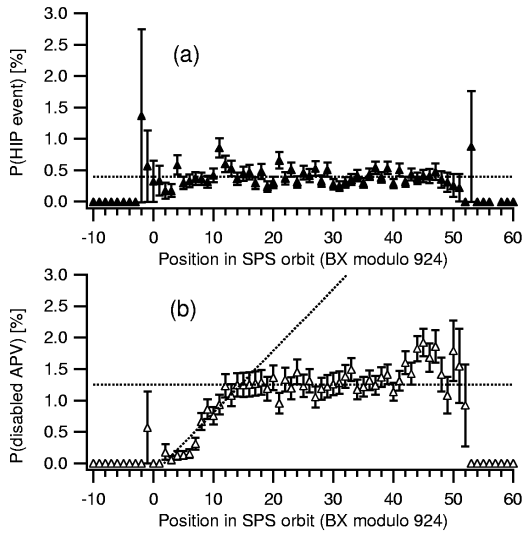 (a)
P(HIP event) [%]
3.0
2.5
2.0
1.5
1.0
0.5
0.0
-10 0 10 20 30 40 50 60
Position in SPS orbit (BX modulo 924)
(b)
P(disabled APV) [%]
3.0
2.5
2.0
1.5
1.0
0.5
0.0
-10 0 10 20 30 40 50 60
Position in SPS orbit (BX modulo 924)